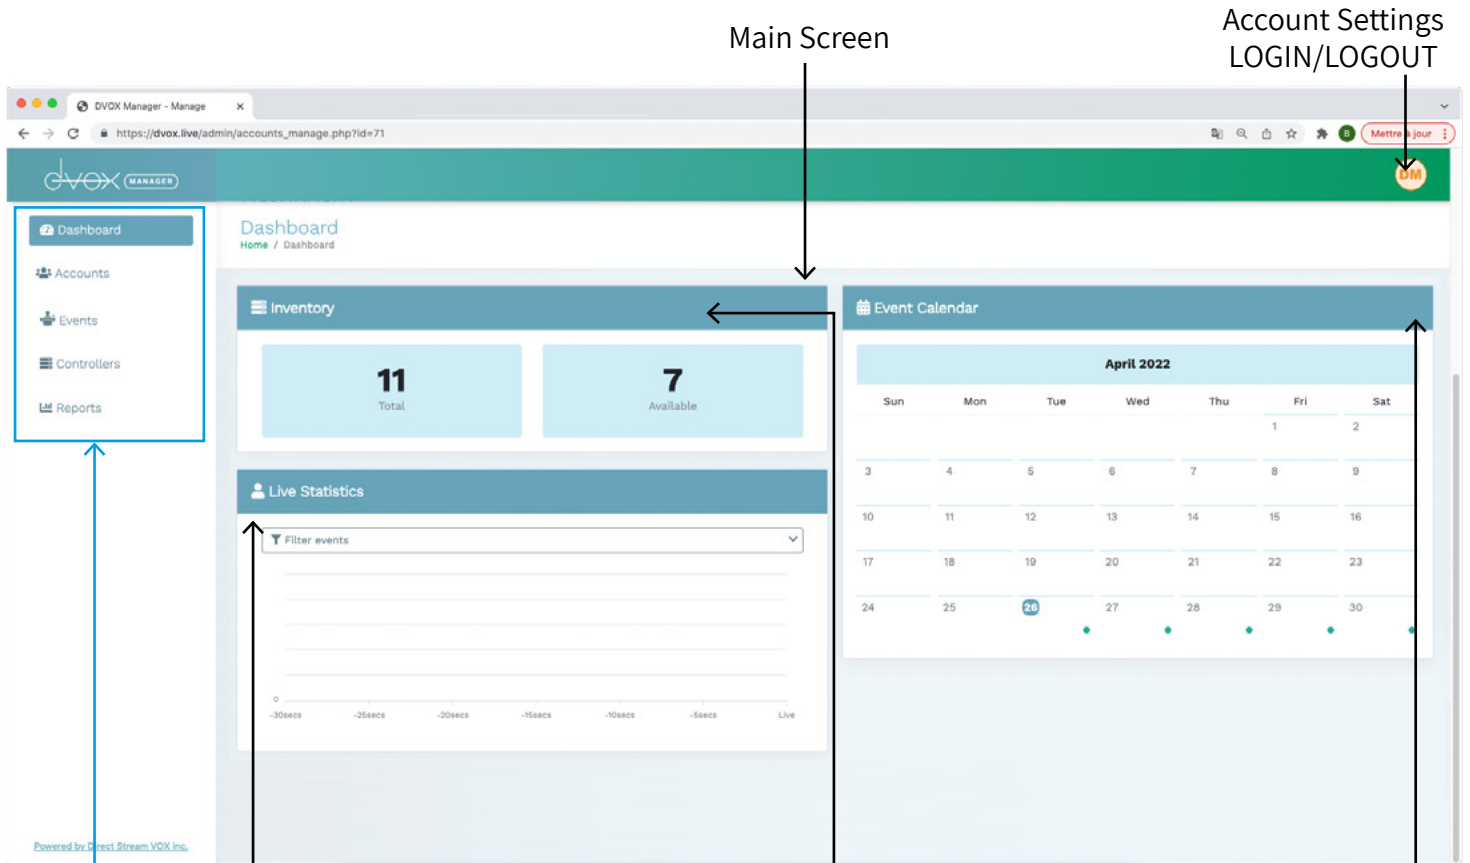 Main Screen
Account Settings
LOGIN/LOGOUT
DVOX Manager - Manage
https://dvox.live/admin/accounts_manage.php?id=71
B
Mettre à jour
dvox MANAGER
DM
Dashboard
Accounts
Events
Controllers
Reports
Dashboard
Home / Dashboard
Inventory
11
Total
7
Available
Live Statistics
Filter events
0
-30secs -25secs -20secs -15secs -10secs -5secs Live
Event Calendar
April 2022
Sun Mon Tue Wed Thu Fri Sat
1 2
3 4 5 6 7 8 9
10 11 12 13 14 15 16
17 18 19 20 21 22 23
24 25 26 27 28 29 30
Powered by Direct Stream VOX inc.